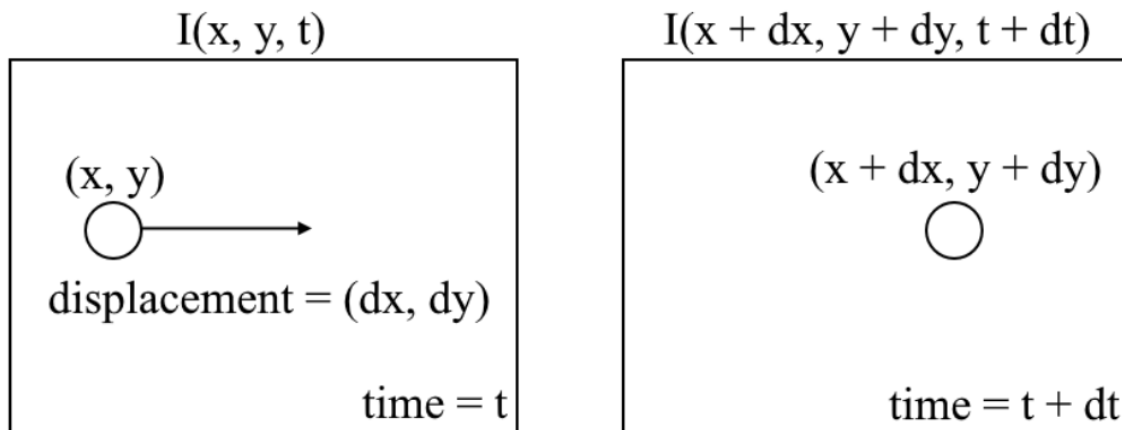 I(x, y, t)
(x, y)
displacement = (dx, dy)
time = t
I(x + dx, y + dy, t + dt)
(x + dx, y + dy)
time = t + dt